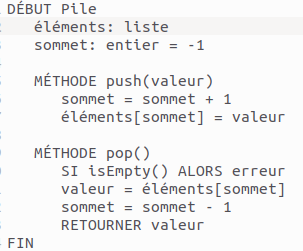 DÉBUT Pile
éléments: liste
sommet: entier = -1
MÉTHODE push(valeur)
sommet = sommet + 1
éléments[sommet] = valeur
MÉTHODE pop()
SI isEmpty() ALORS erreur
valeur = éléments[sommet]
sommet = sommet - 1
RETOURNER valeur
FIN